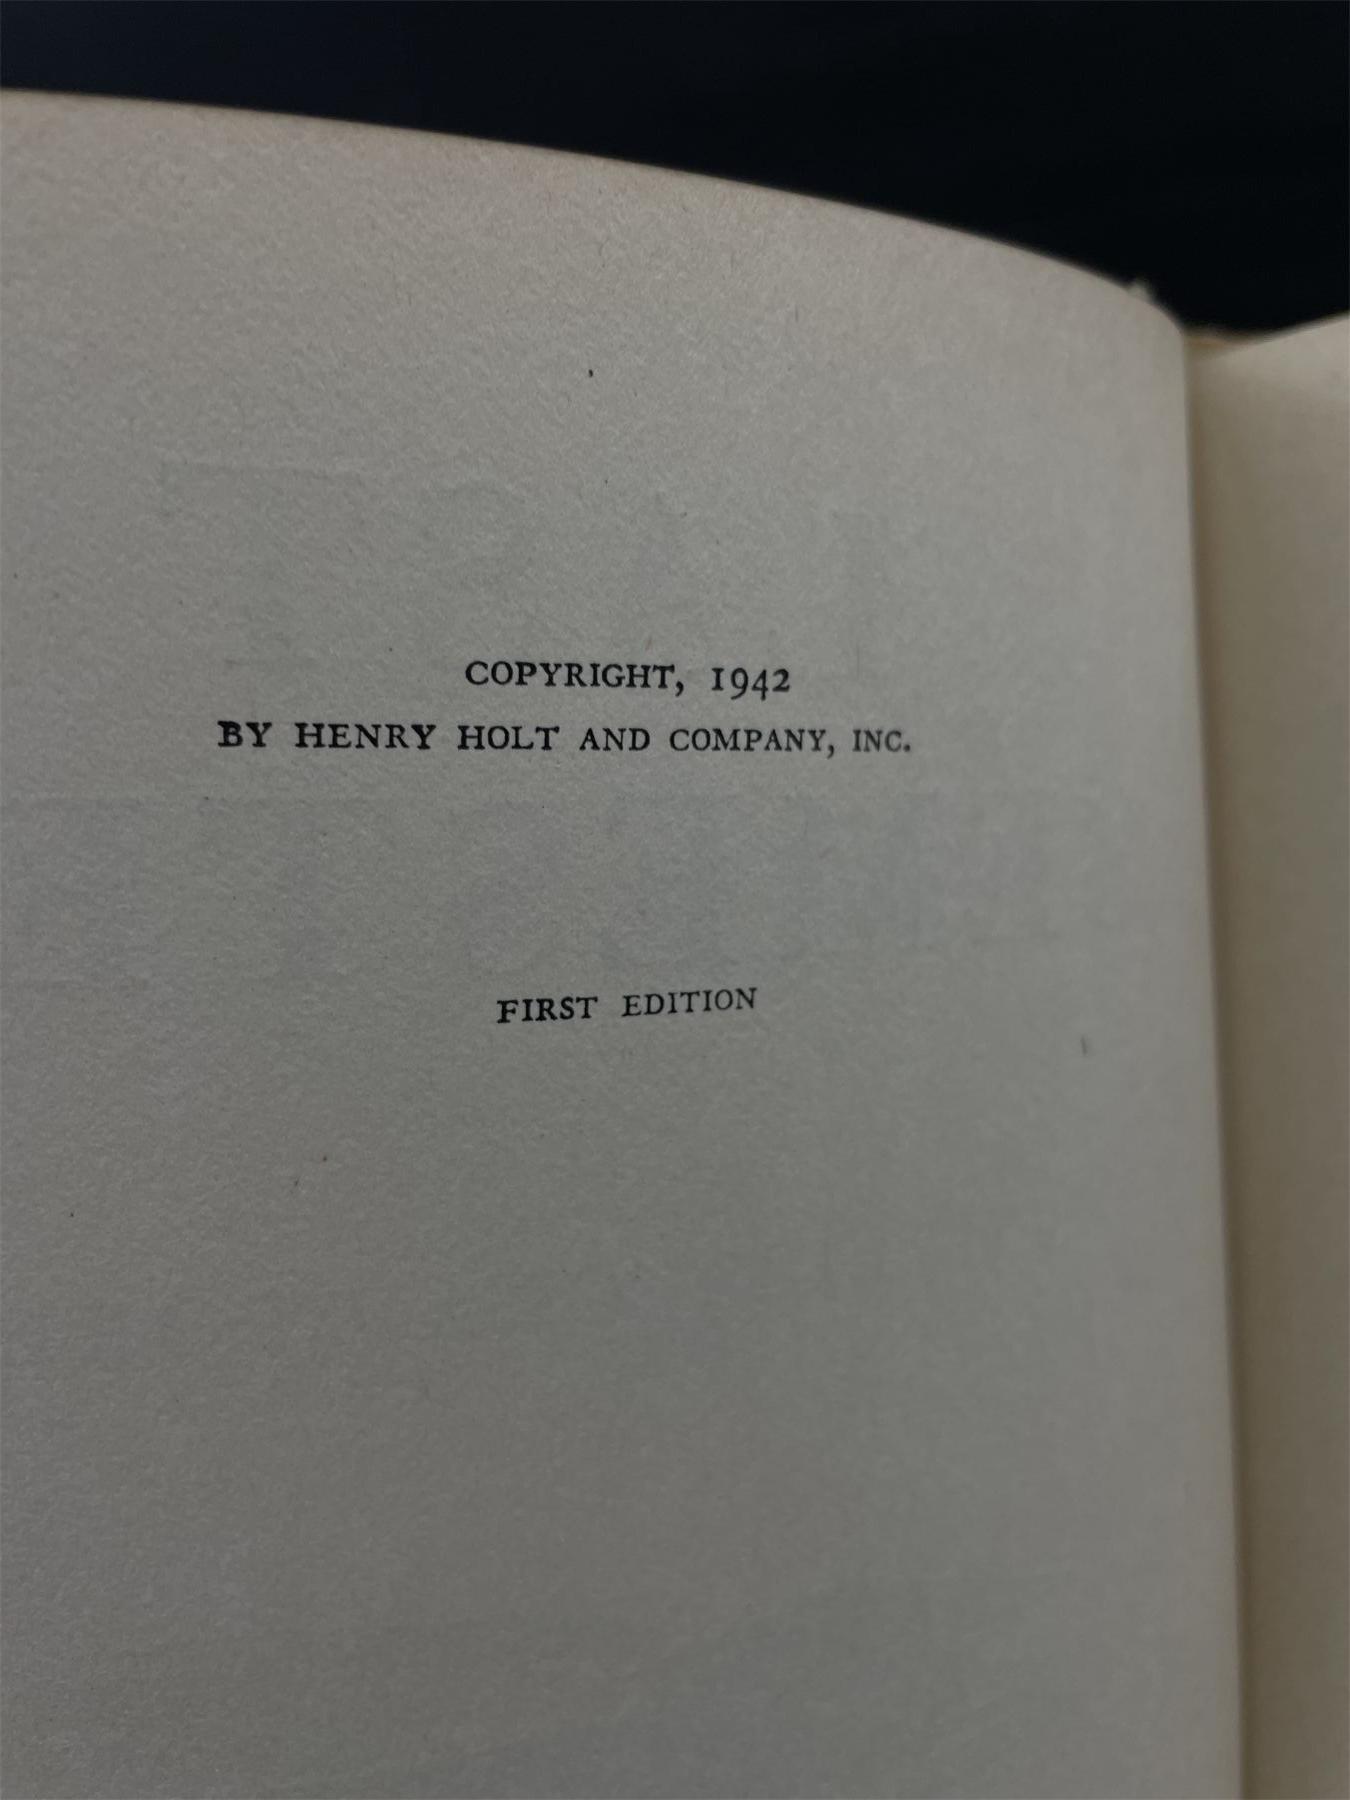 COPYRIGHT, 1942
BY HENRY HOLT AND COMPANY, INC.
FIRST EDITION